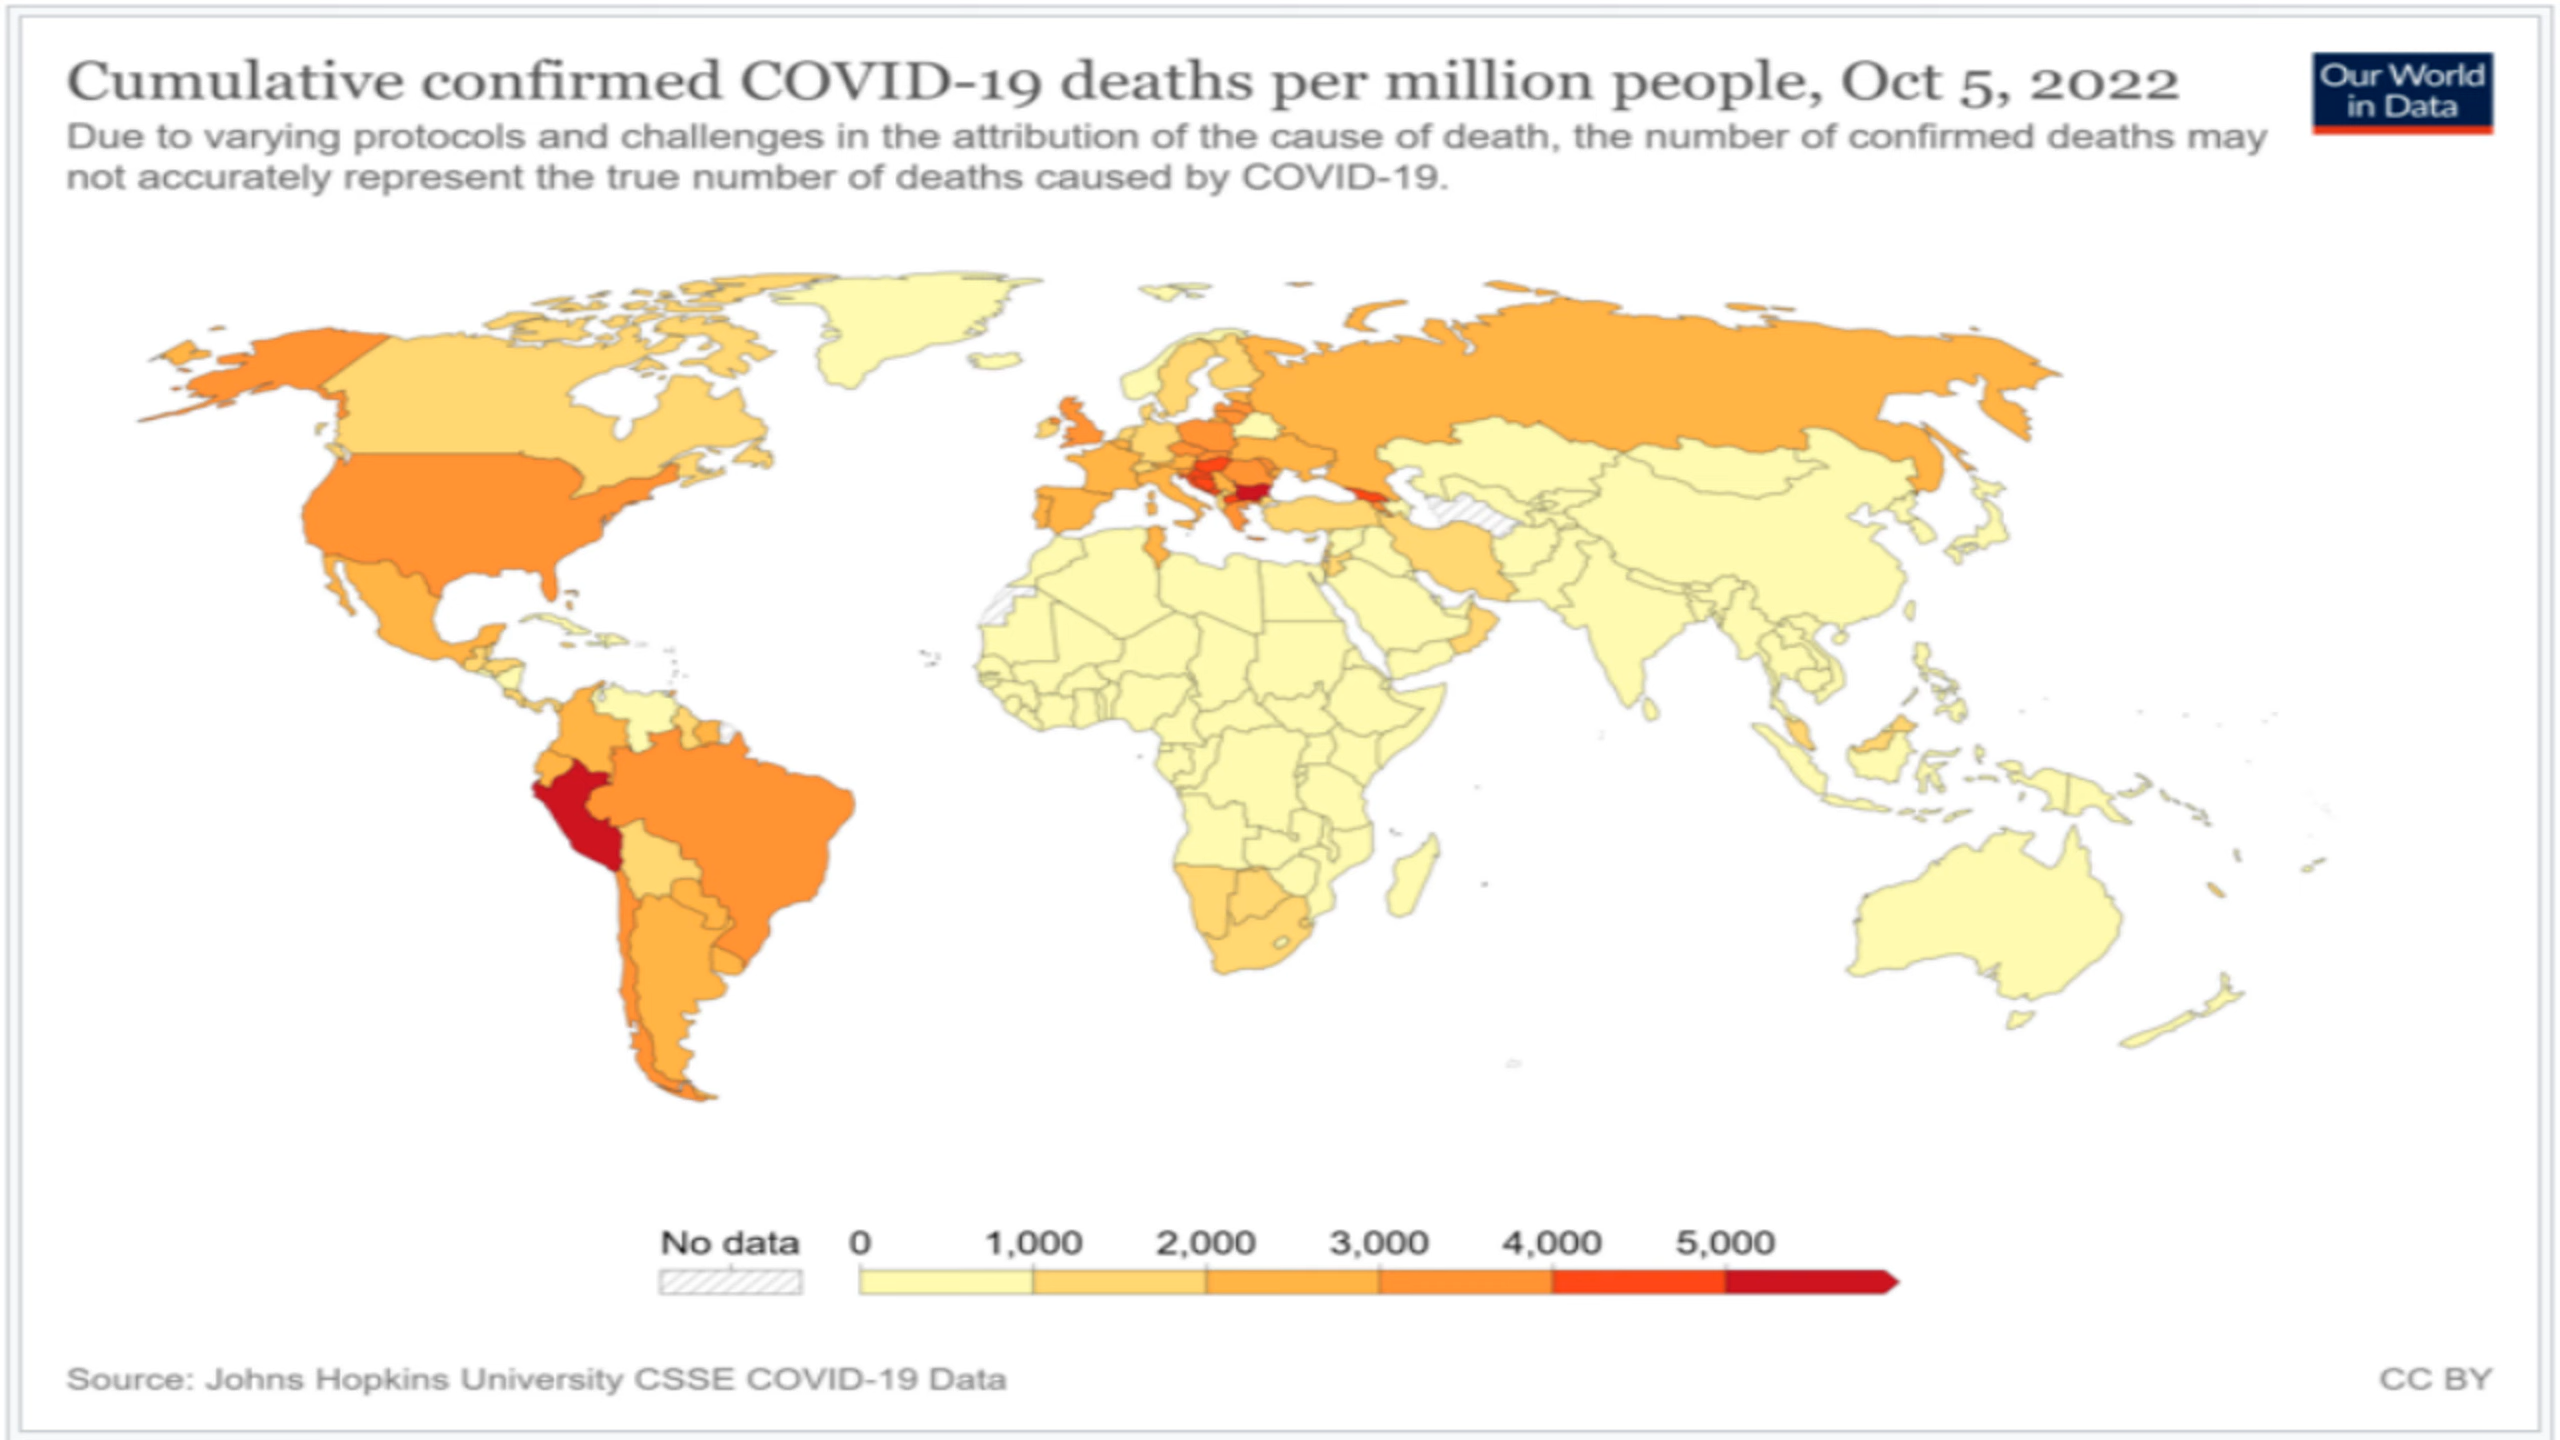 Cumulative confirmed COVID-19 deaths per million people, Oct 5, 2022
Our World
in Data
Due to varying protocols and challenges in the attribution of the cause of death, the number of confirmed deaths may
not accurately represent the true number of deaths caused by COVID-19.
No data 0 1,000 2,000 3,000 4,000 5,000
Source: Johns Hopkins University CSSE COVID-19 Data
CC BY